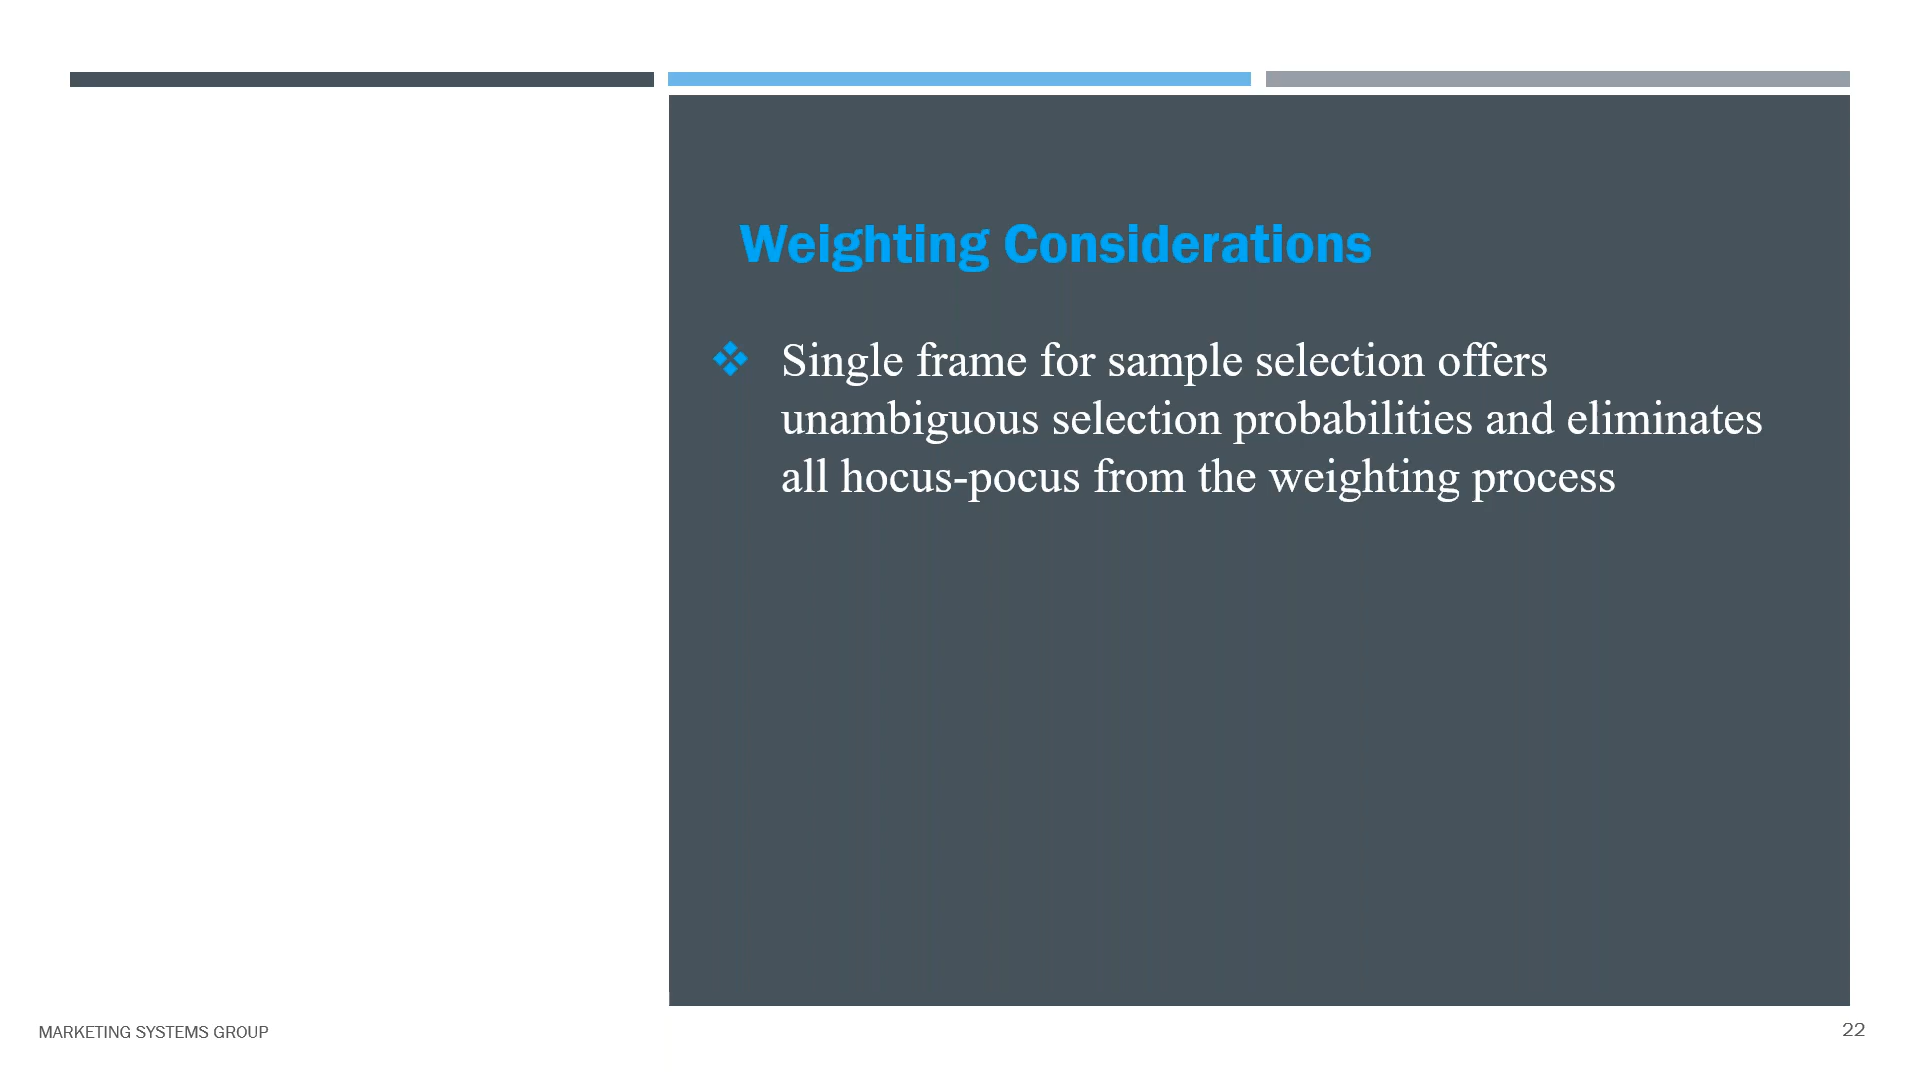 Weighting Considerations
Single frame for sample selection offers
unambiguous selection probabilities and eliminates
all hocus-pocus from the weighting process
MARKETING SYSTEMS GROUP
22